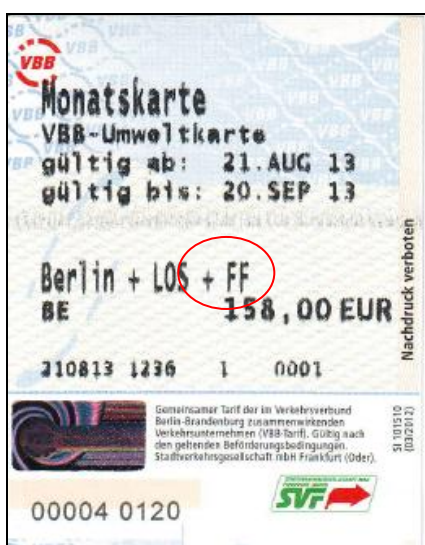 VBB
Monatskarte
VBB-Umweltkarte
gültig ab: 21.AUG 13
gültig bis: 20.SEP 13
Berlin + LOS + FF
BE 158,00 EUR
210813 1236 1 0001
Nachdruck verboten
Gemeinsamer Tarif der im Verkehrsverbund
Berlin-Brandenburg zusammenwirkenden
Verkehrsunternehmen (VBB-Tarif). Gültig nach
den geltenden Beförderungsbedingungen.
Stadtverkehrsgesellschaft mbH Frankfurt (Oder).
SI 101510
(03/2012)
SVF
00004 0120